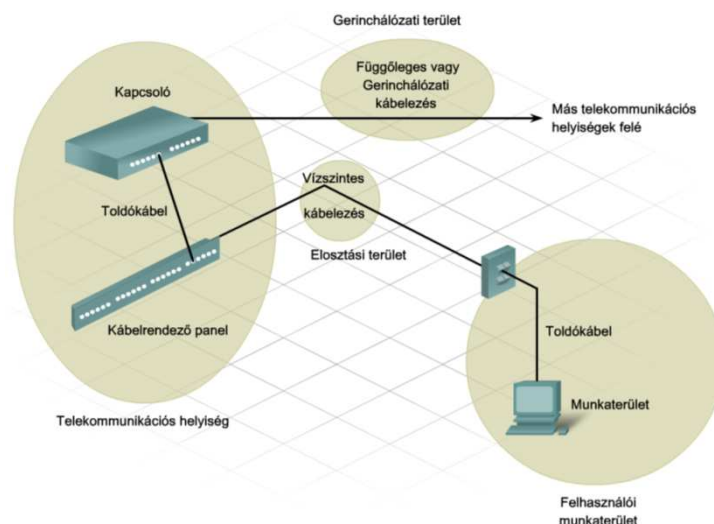 Gerinchálózati terület
Függőleges vagy
Gerinchálózati
kábelezés
Kapcsoló
Más telekommunikációs
helyiségek felé
Vízszintes
kábelezés
Toldókábel
Elosztási terület
Kábelrendező panel
Toldókábel
Munkaterület
Telekommunikációs helyiség
Felhasználói
munkaterület